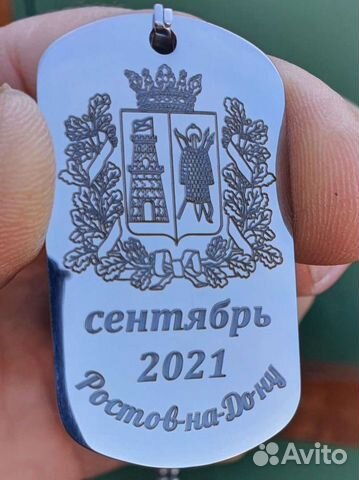 сентябрь
2021
Ростов-на-Дону
Avito